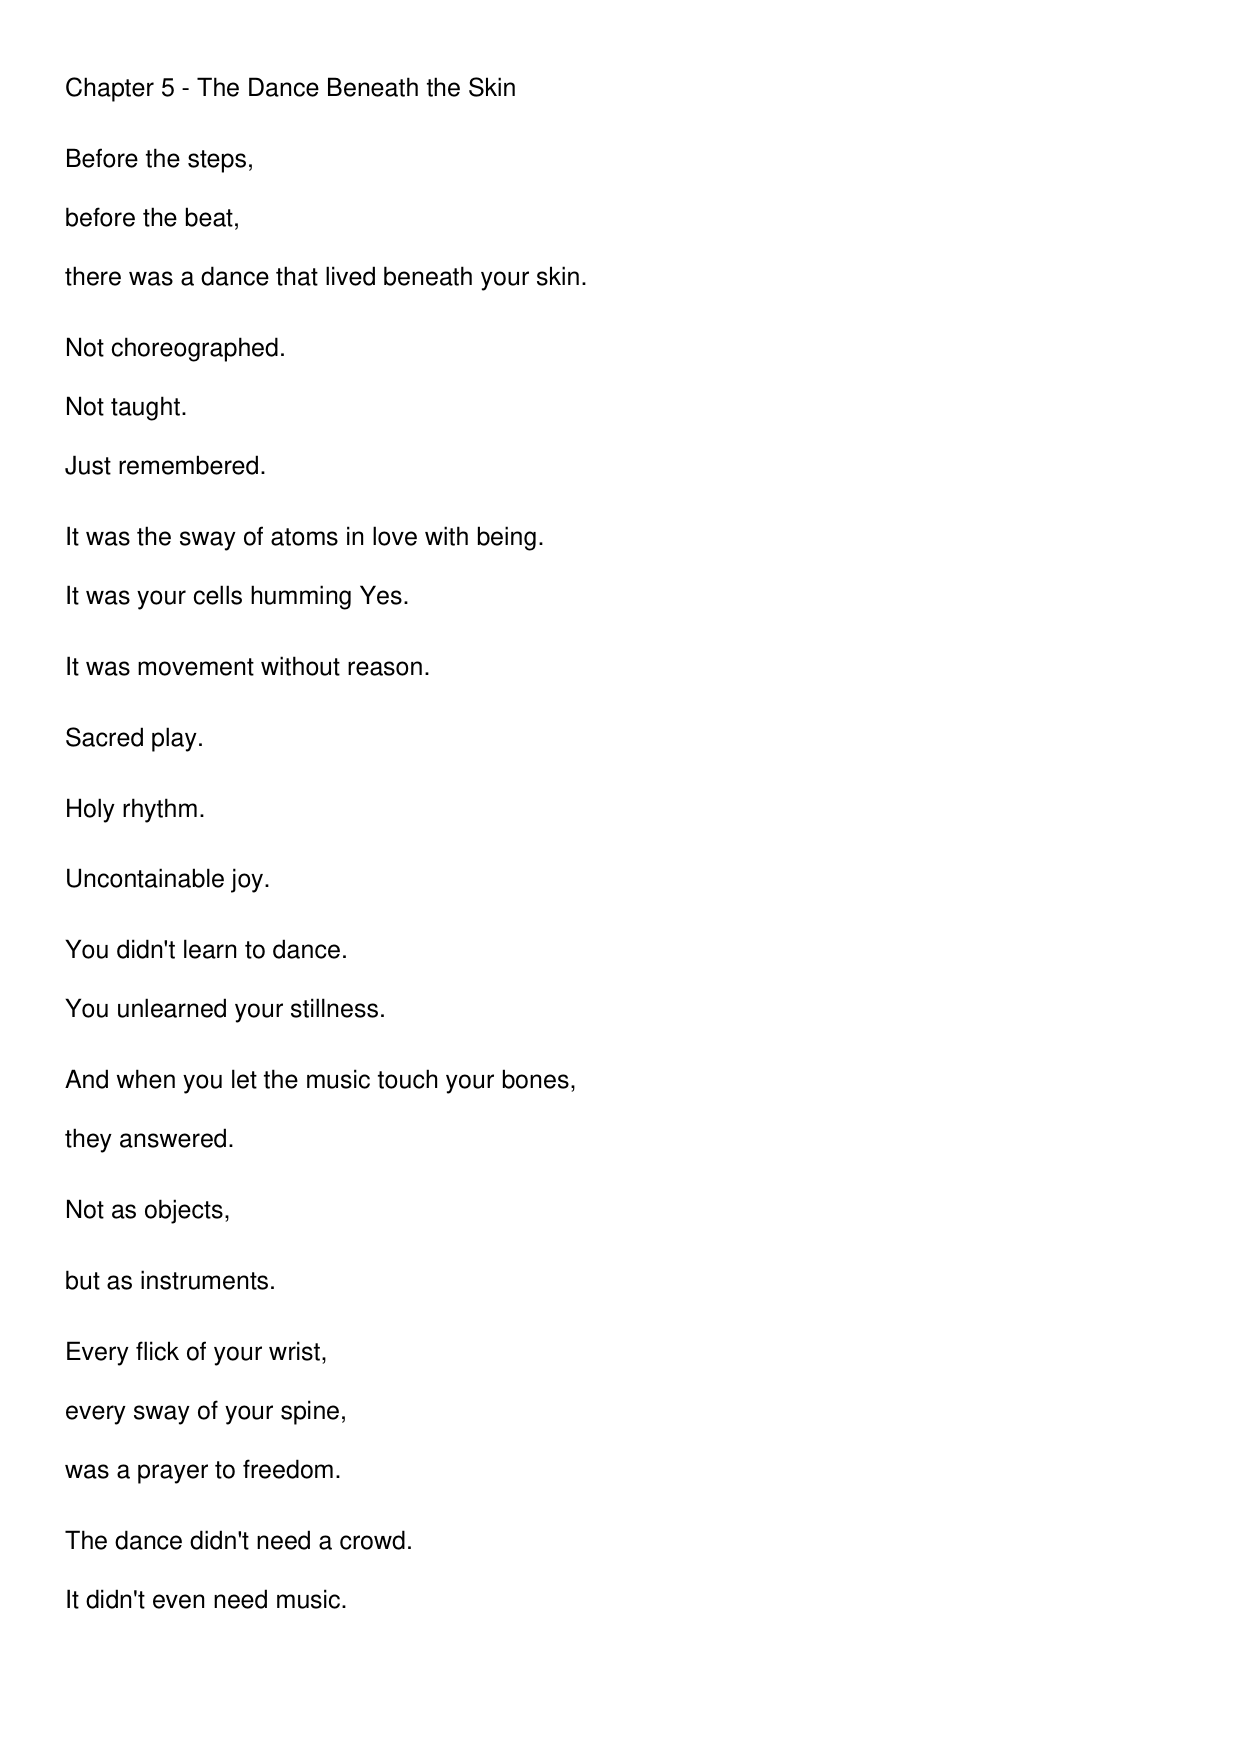 Chapter 5 - The Dance Beneath the Skin
Before the steps,
before the beat,
there was a dance that lived beneath your skin.
Not choreographed.
Not taught.
Just remembered.
It was the sway of atoms in love with being.
It was your cells humming Yes.
It was movement without reason.
Sacred play.
Holy rhythm.
Uncontainable joy.
You didn't learn to dance.
You unlearned your stillness.
And when you let the music touch your bones,
they answered.
Not as objects,
but as instruments.
Every flick of your wrist,
every sway of your spine,
was a prayer to freedom.
The dance didn't need a crowd.
It didn't even need music.